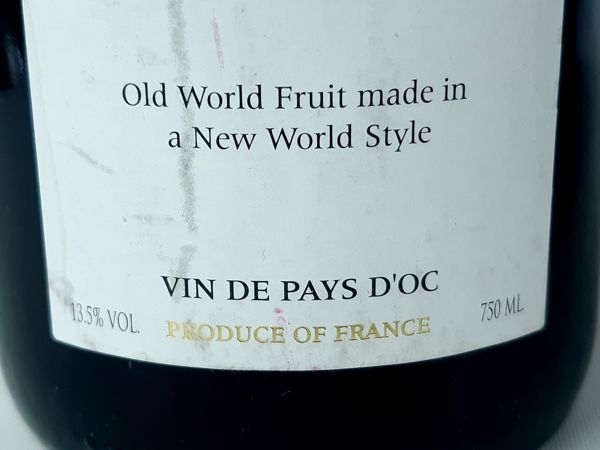 Old World Fruit made in
a New World Style
VIN DE PAYS D'OC
13.5% VOL.
PRODUCE OF FRANCE
750 ML.